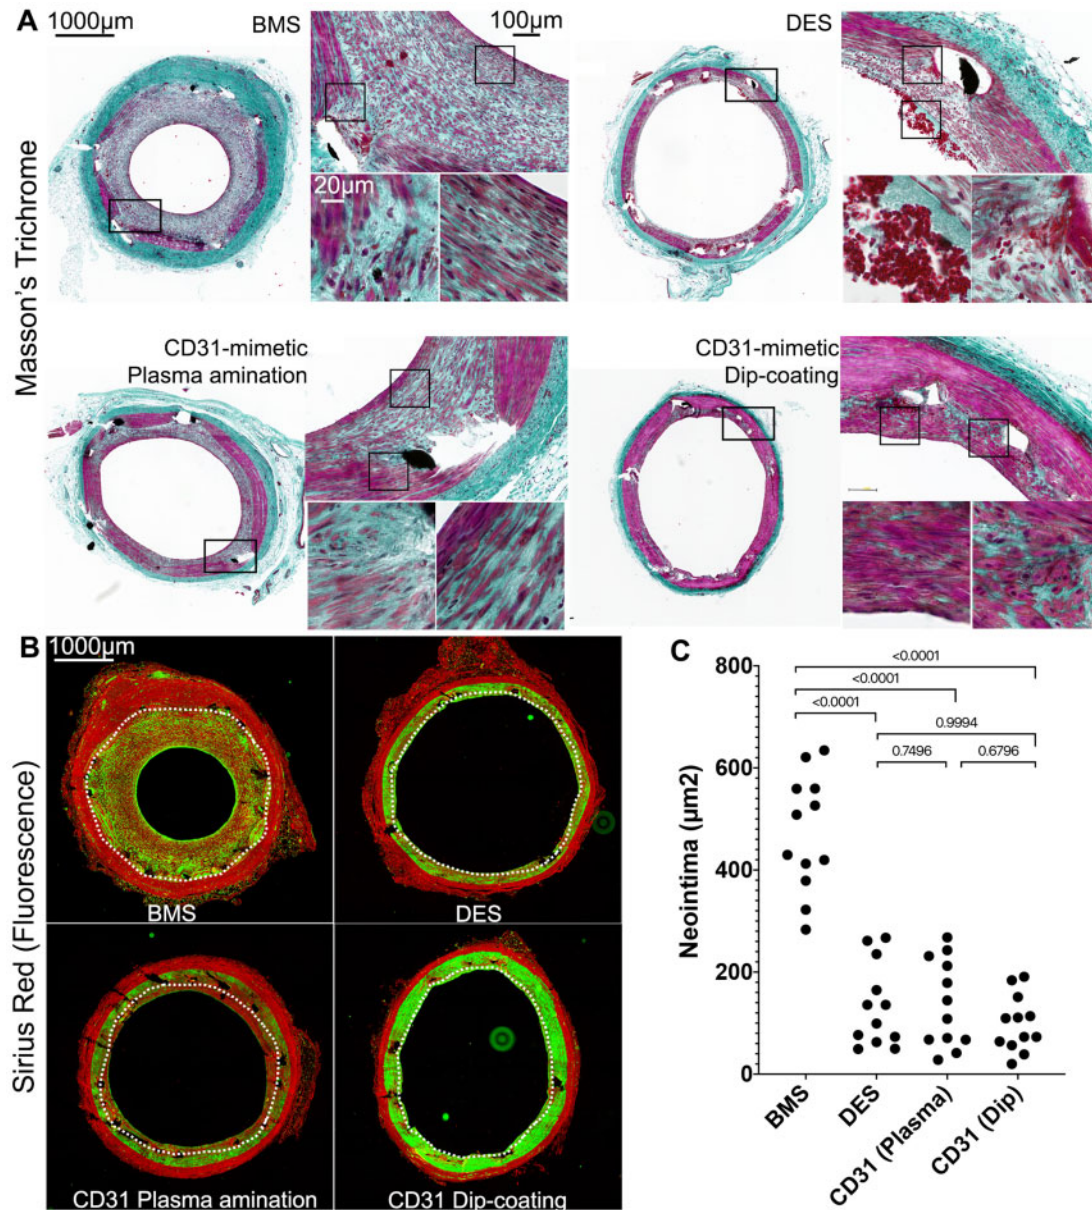 A
1000µm
BMS
100µm
DES
20µm
Masson's Trichrome
CD31-mimetic
Plasma amination
CD31-mimetic
Dip-coating
B
1000µm
BMS
DES
Sirius Red (Fluorescence)
CD31 Plasma amination
CD31 Dip-coating
C
Neointima (µm2)
800
600
400
200
0
<0.0001
<0.0001
<0.0001
0.9994
0.7496
0.6796
BMS
DES
CD31 (Plasma)
CD31 (Dip)